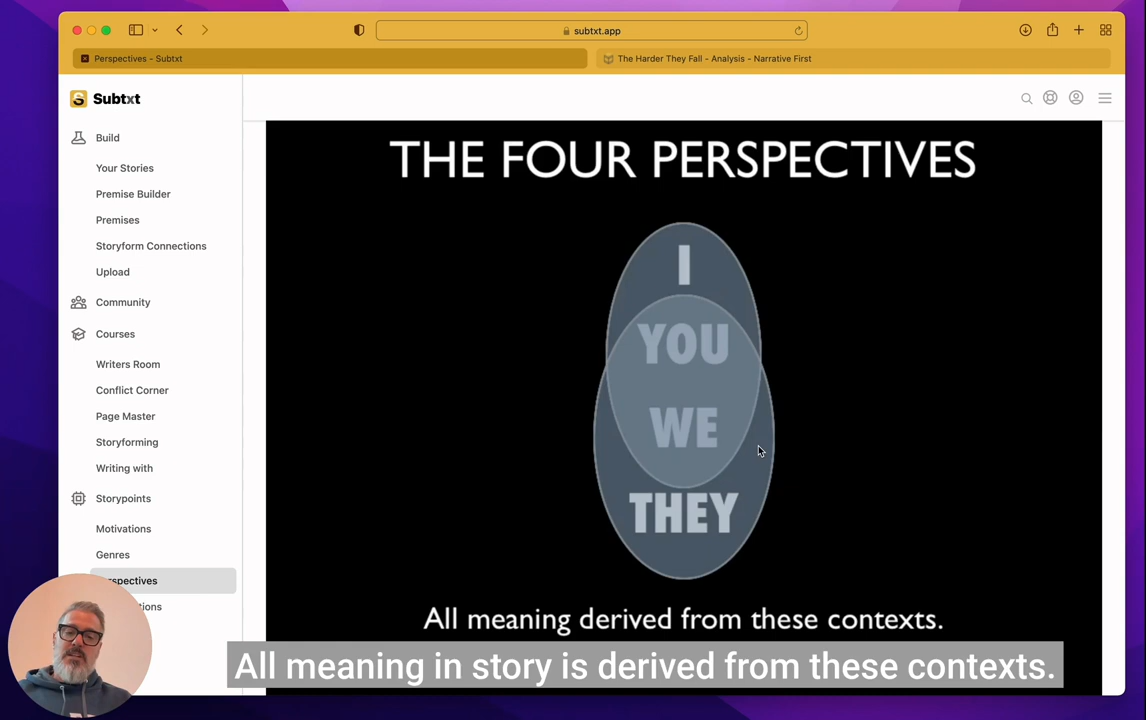 subtxt.app
Perspectives – Subtxt
The Harder They Fall – Analysis – Narrative First
Subtxt
Build
Your Stories
Premise Builder
Premises
Storyform Connections
Upload
Community
Courses
Writers Room
Conflict Corner
Page Master
Storyforming
Writing with
Storypoints
Motivations
Genres
spectives
tions
THE FOUR PERSPECTIVES
I
YOU
WE
THEY
All meaning derived from these contexts.
All meaning in story is derived from these contexts.